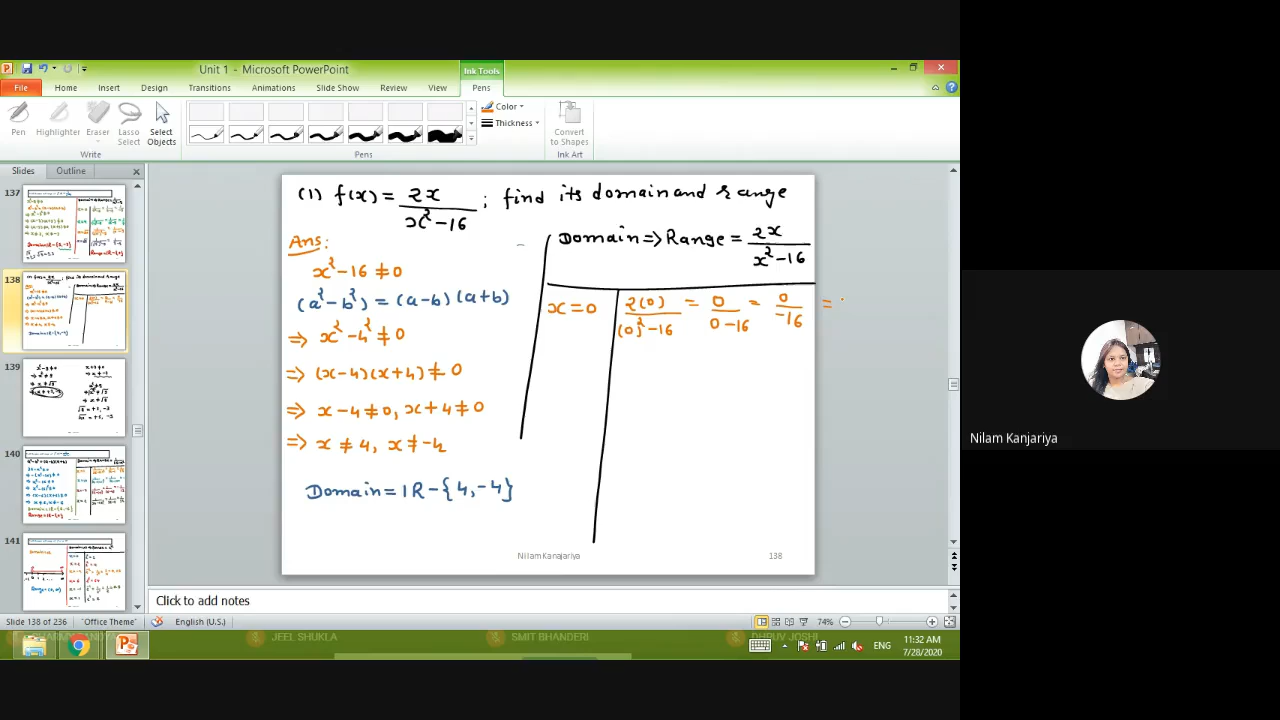 Unit 1 - Microsoft PowerPoint
Ink Tools
File Home Insert Design Transitions Animations Slide Show Review View Pens
Pen Highlighter Eraser Lasso Select Select Objects
Color
Thickness
Convert to Shapes
Write Pens Ink Art
Slides Outline
137
138
139
140
141
(1) f(x) = 2x / x²-16 ; find its domain and range
Ans:
x²-16 ≠ 0
(a²-b²) = (a-b)(a+b)
⇒ x²-4² ≠ 0
⇒ (x-4)(x+4) ≠ 0
⇒ x-4 ≠ 0, x+4 ≠ 0
⇒ x ≠ 4, x ≠ -4
Domain = IR - {4, -4}
Domain ⇒ Range = 2x / x²-16
x = 0 2(0) / (0)²-16 = 0 / 0-16 = 0 / -16 =
Nilam Kanajariya 138
Click to add notes
Slide 138 of 236 "Office Theme" English (U.S.) 74%
JEEL SHUKLA SMIT BHANDERI DHRUV JOSHI
ENG 11:32 AM
7/28/2020
Nilam Kanjariya